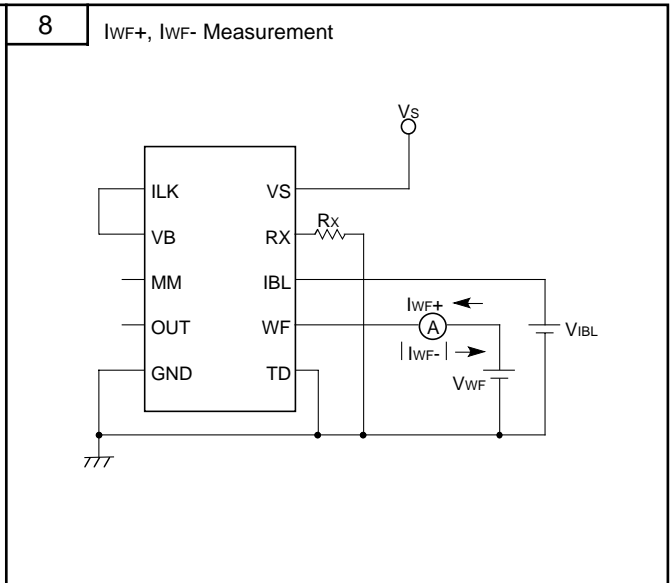 8
IWF+, IWF- Measurement
VS
ILK VS
VB RX RX
MM IBL
OUT WF
GND TD
IWF+
A
| IWF- |
VWF
VIBL